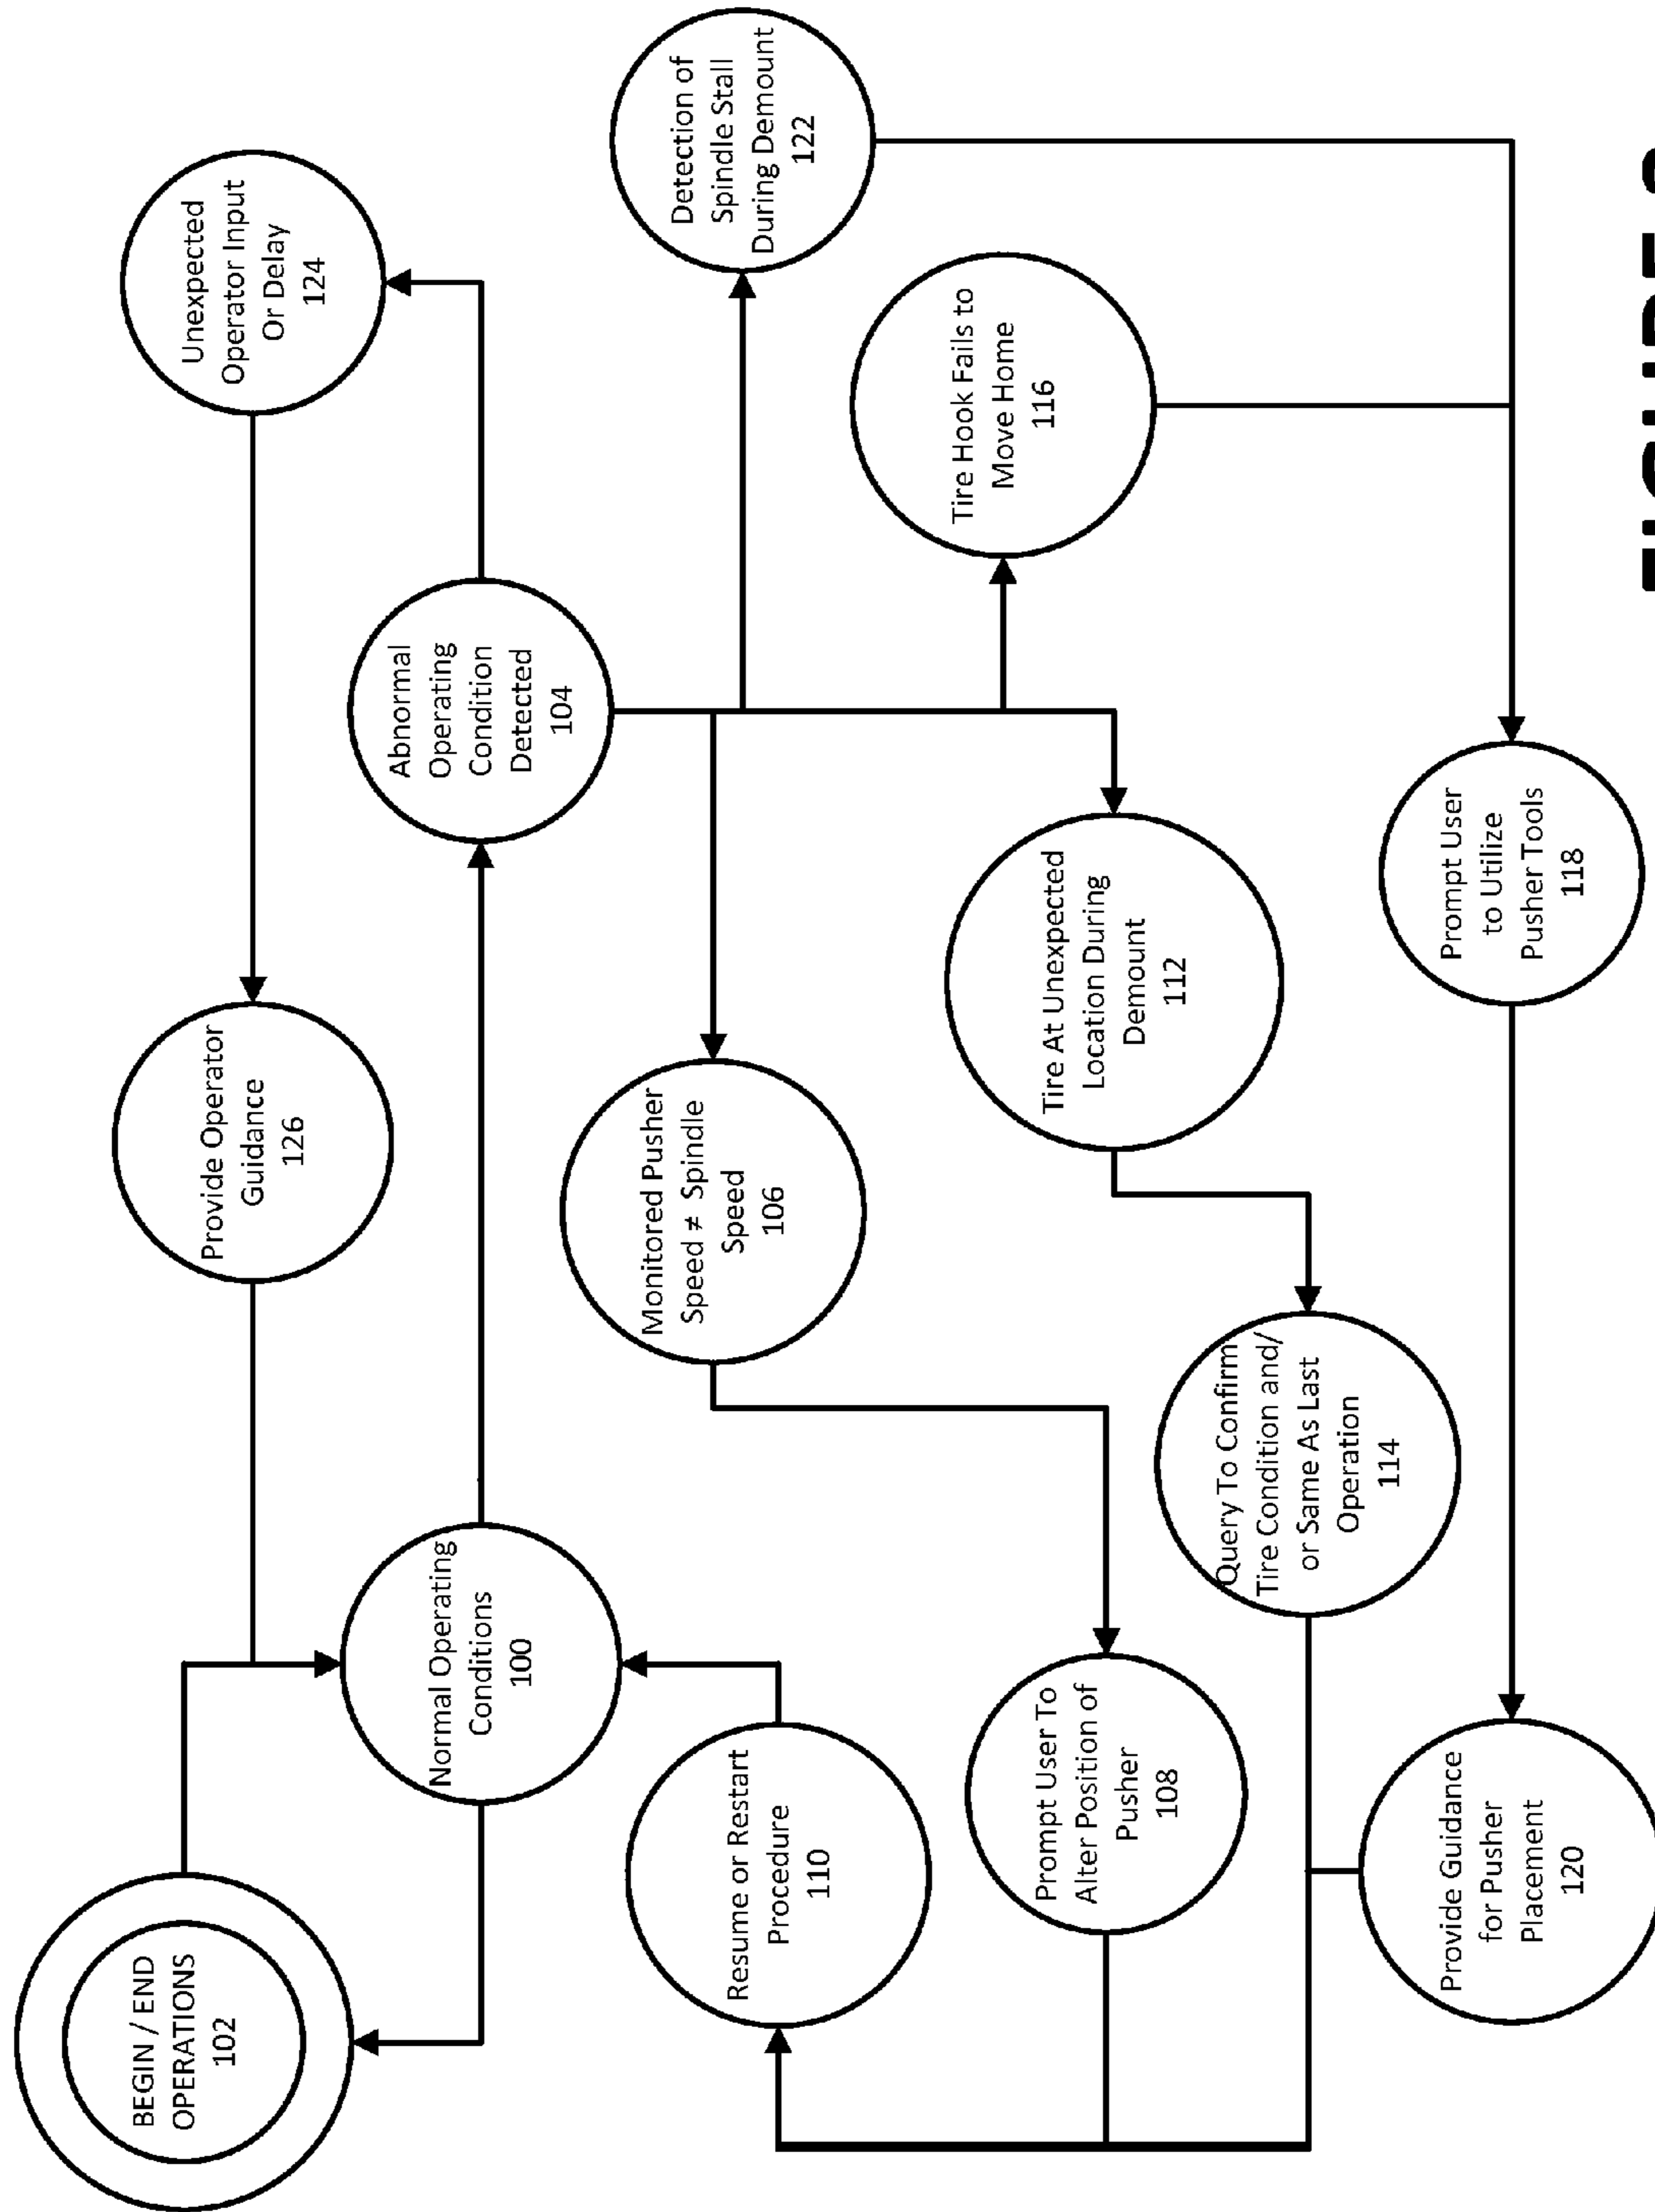 BEGIN / END
OPERATIONS
102
Provide Operator
Guidance
126
Unexpected
Operator Input
Or Delay
124
Normal Operating
Conditions
100
Abnormal
Operating
Condition
Detected
104
Resume or Restart
Procedure
110
Monitored Pusher
Speed ≠ Spindle
Speed
106
Detection of
Spindle Stall
During Demount
122
Prompt User To
Alter Position of
Pusher
108
Tire At Unexpected
Location During
Demount
112
Tire Hook Fails to
Move Home
116
Query To Confirm
Tire Condition and/
or Same As Last
Operation
114
Provide Guidance
for Pusher
Placement
120
Prompt User
to Utilize
Pusher Tools
118
FIGURE